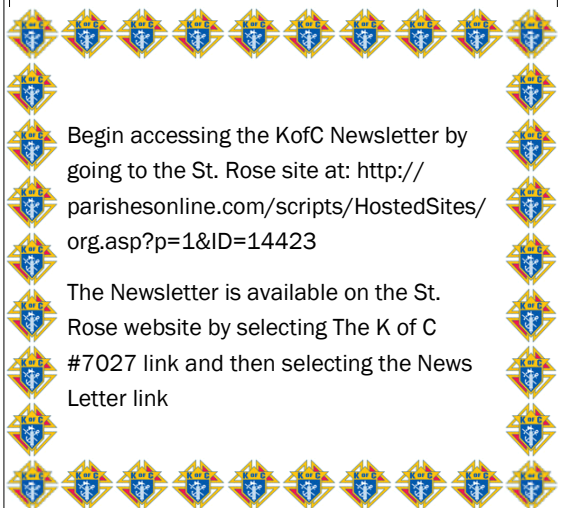 Begin accessing the KofC Newsletter by
going to the St. Rose site at: http://
parishesonline.com/scripts/HostedSites/
org.asp?p=1&ID=14423
The Newsletter is available on the St.
Rose website by selecting The K of C
#7027 link and then selecting the News
Letter link